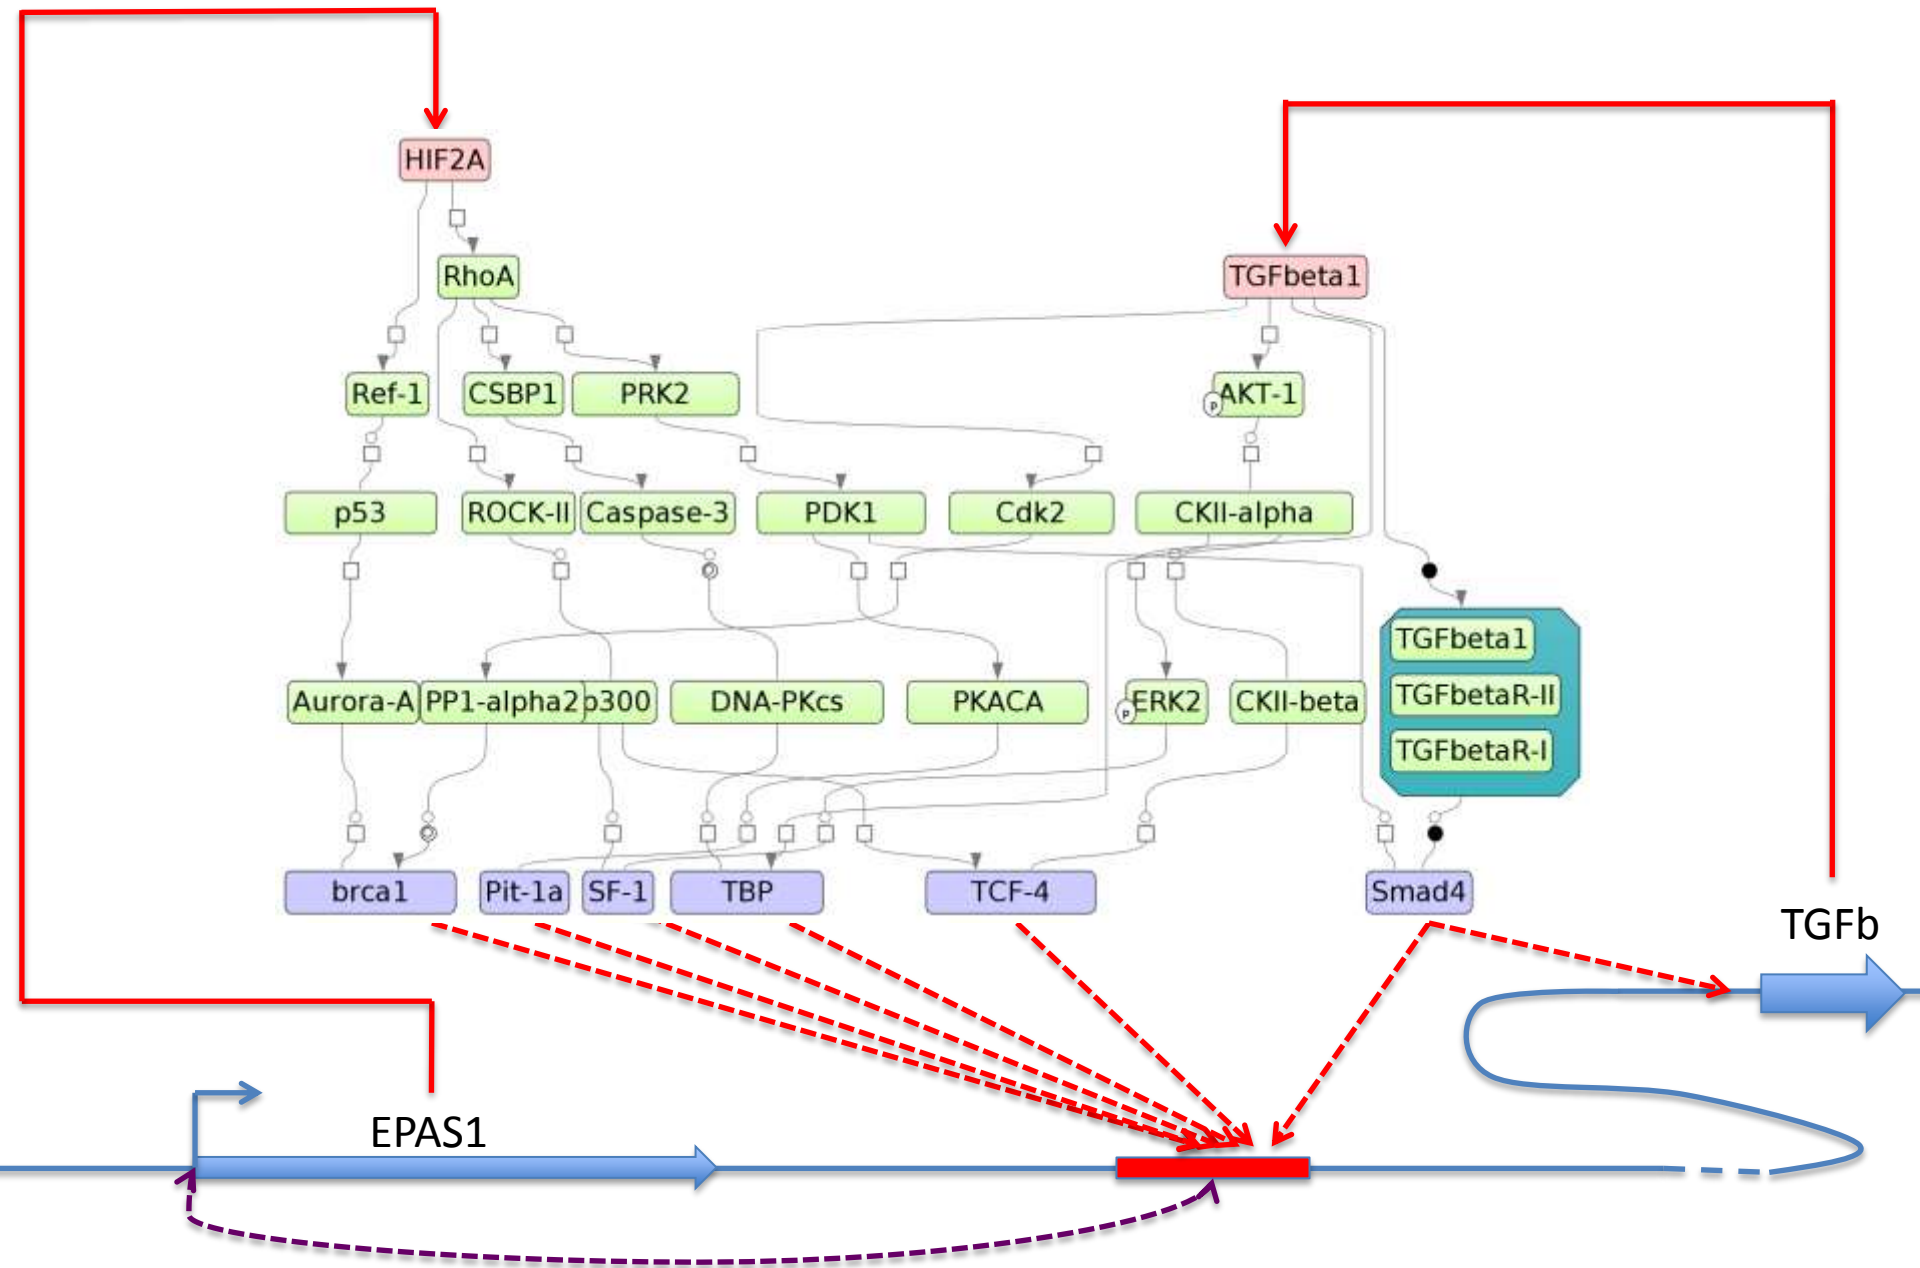 HIF2A
RhoA
TGFbeta1
Ref-1
CSBP1
PRK2
AKT-1
p
p53
ROCK-II
Caspase-3
PDK1
Cdk2
CKII-alpha
TGFbeta1
Aurora-A
PP1-alpha2
p300
DNA-PKcs
PKACA
ERK2
p
CKII-beta
TGFbetaR-II
TGFbetaR-I
brca1
Pit-1a
SF-1
TBP
TCF-4
Smad4
TGFb
EPAS1